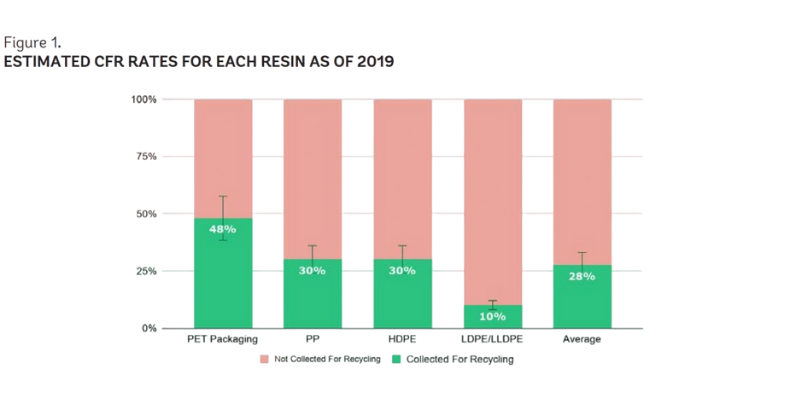 Figure 1.
ESTIMATED CFR RATES FOR EACH RESIN AS OF 2019
100%
75%
50%
25%
0%
48%
30%
30%
10%
28%
PET Packaging
PP
HDPE
LDPE/LLDPE
Average
Not Collected For Recycling
Collected For Recycling